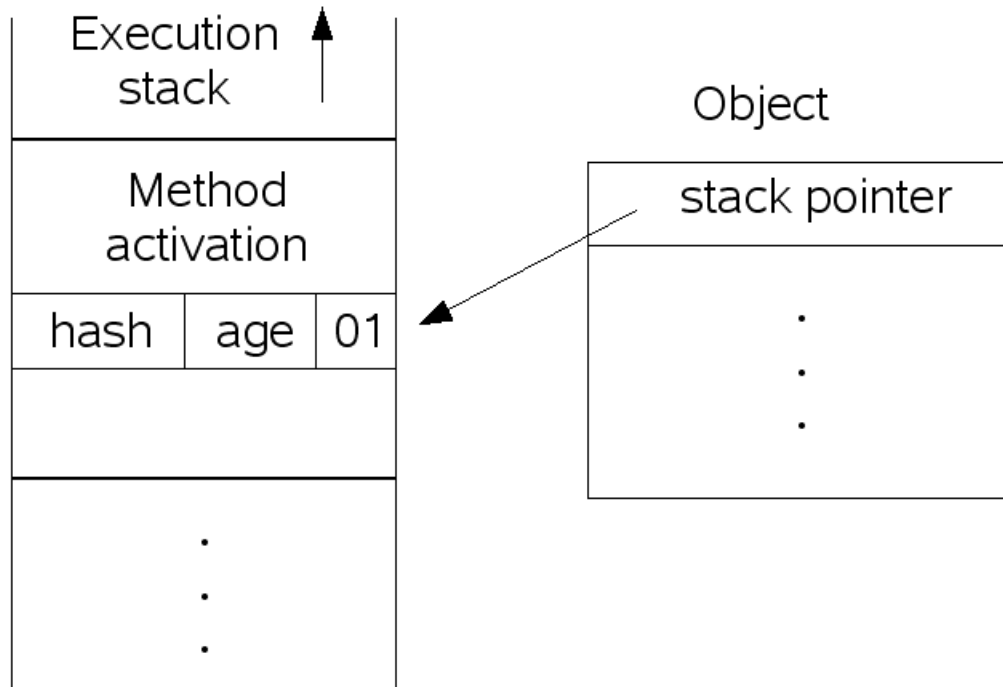 Execution
stack
Method
activation
hash age 01
Object
stack pointer